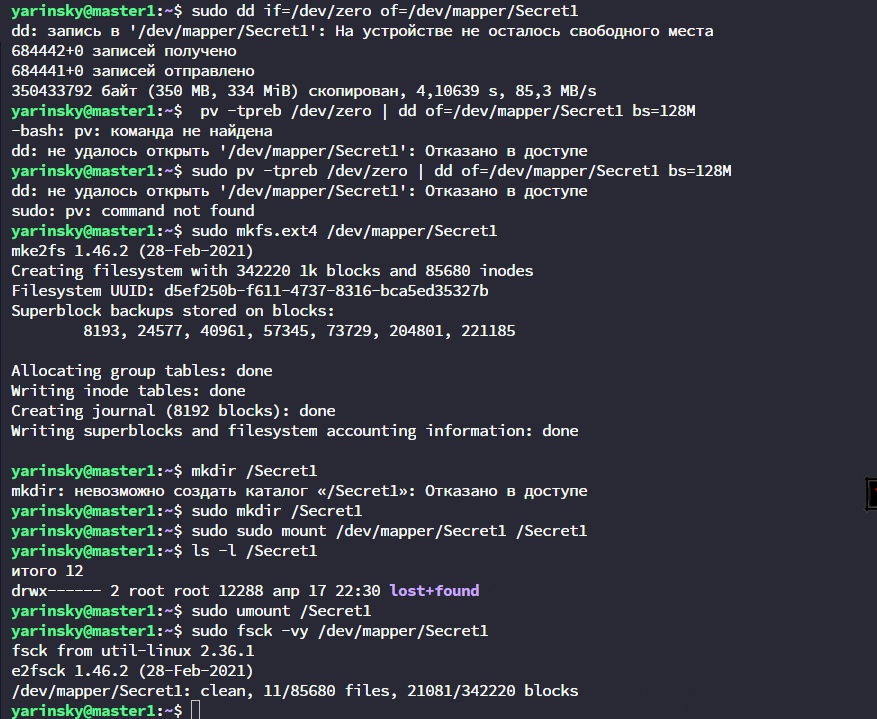 yarinsky@master1:~$ sudo dd if=/dev/zero of=/dev/mapper/Secret1
dd: запись в '/dev/mapper/Secret1': На устройстве не осталось свободного места
684442+0 записей получено
684441+0 записей отправлено
350433792 байт (350 MB, 334 MiB) скопирован, 4,10639 s, 85,3 MB/s
yarinsky@master1:~$  pv -tpreb /dev/zero | dd of=/dev/mapper/Secret1 bs=128M
-bash: pv: команда не найдена
dd: не удалось открыть '/dev/mapper/Secret1': Отказано в доступе
yarinsky@master1:~$ sudo pv -tpreb /dev/zero | dd of=/dev/mapper/Secret1 bs=128M
dd: не удалось открыть '/dev/mapper/Secret1': Отказано в доступе
sudo: pv: command not found
yarinsky@master1:~$ sudo mkfs.ext4 /dev/mapper/Secret1
mke2fs 1.46.2 (28-Feb-2021)
Creating filesystem with 342220 1k blocks and 85680 inodes
Filesystem UUID: d5ef250b-f611-4737-8316-bca5ed35327b
Superblock backups stored on blocks:
        8193, 24577, 40961, 57345, 73729, 204801, 221185
Allocating group tables: done
Writing inode tables: done
Creating journal (8192 blocks): done
Writing superblocks and filesystem accounting information: done
yarinsky@master1:~$ mkdir /Secret1
mkdir: невозможно создать каталог «/Secret1»: Отказано в доступе
yarinsky@master1:~$ sudo mkdir /Secret1
yarinsky@master1:~$ sudo sudo mount /dev/mapper/Secret1 /Secret1
yarinsky@master1:~$ ls -l /Secret1
итого 12
drwx------ 2 root root 12288 апр 17 22:30 lost+found
yarinsky@master1:~$ sudo umount /Secret1
yarinsky@master1:~$ sudo fsck -vy /dev/mapper/Secret1
fsck from util-linux 2.36.1
e2fsck 1.46.2 (28-Feb-2021)
/dev/mapper/Secret1: clean, 11/85680 files, 21081/342220 blocks
yarinsky@master1:~$